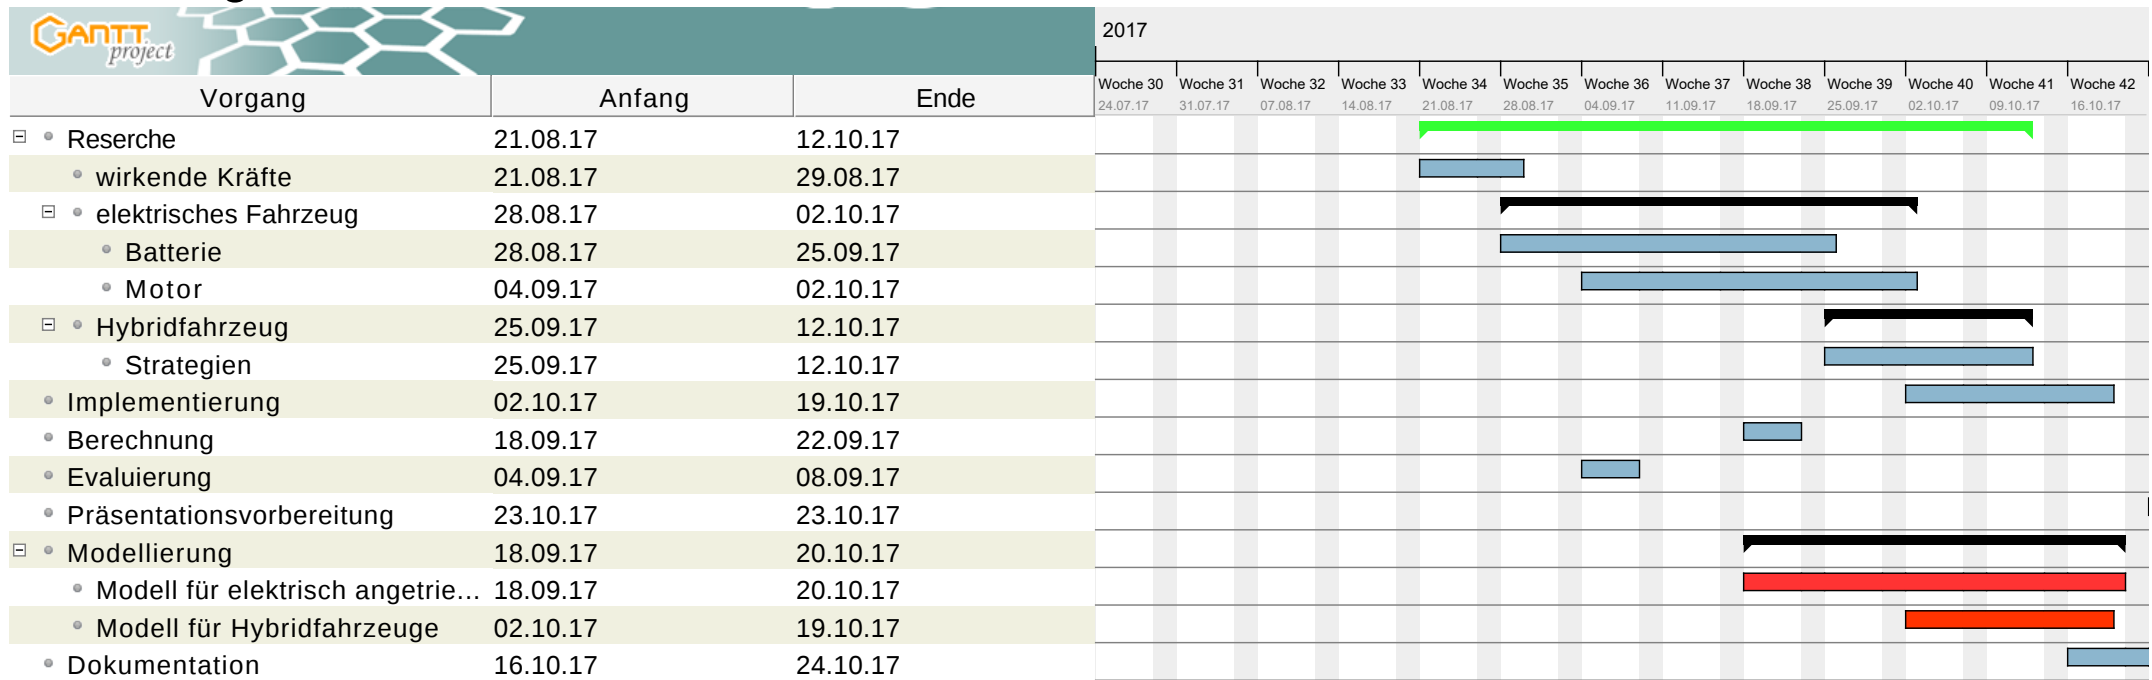 GANTT
project
2017
Woche 30 Woche 31 Woche 32 Woche 33 Woche 34 Woche 35 Woche 36 Woche 37 Woche 38 Woche 39 Woche 40 Woche 41 Woche 42
24.07.17 31.07.17 07.08.17 14.08.17 21.08.17 28.08.17 04.09.17 11.09.17 18.09.17 25.09.17 02.10.17 09.10.17 16.10.17
Vorgang Anfang Ende
Reserche 21.08.17 12.10.17
wirkende Kräfte 21.08.17 29.08.17
elektrisches Fahrzeug 28.08.17 02.10.17
Batterie 28.08.17 25.09.17
Motor 04.09.17 02.10.17
Hybridfahrzeug 25.09.17 12.10.17
Strategien 25.09.17 12.10.17
Implementierung 02.10.17 19.10.17
Berechnung 18.09.17 22.09.17
Evaluierung 04.09.17 08.09.17
Präsentationsvorbereitung 23.10.17 23.10.17
Modellierung 18.09.17 20.10.17
Modell für elektrisch angetrie... 18.09.17 20.10.17
Modell für Hybridfahrzeuge 02.10.17 19.10.17
Dokumentation 16.10.17 24.10.17